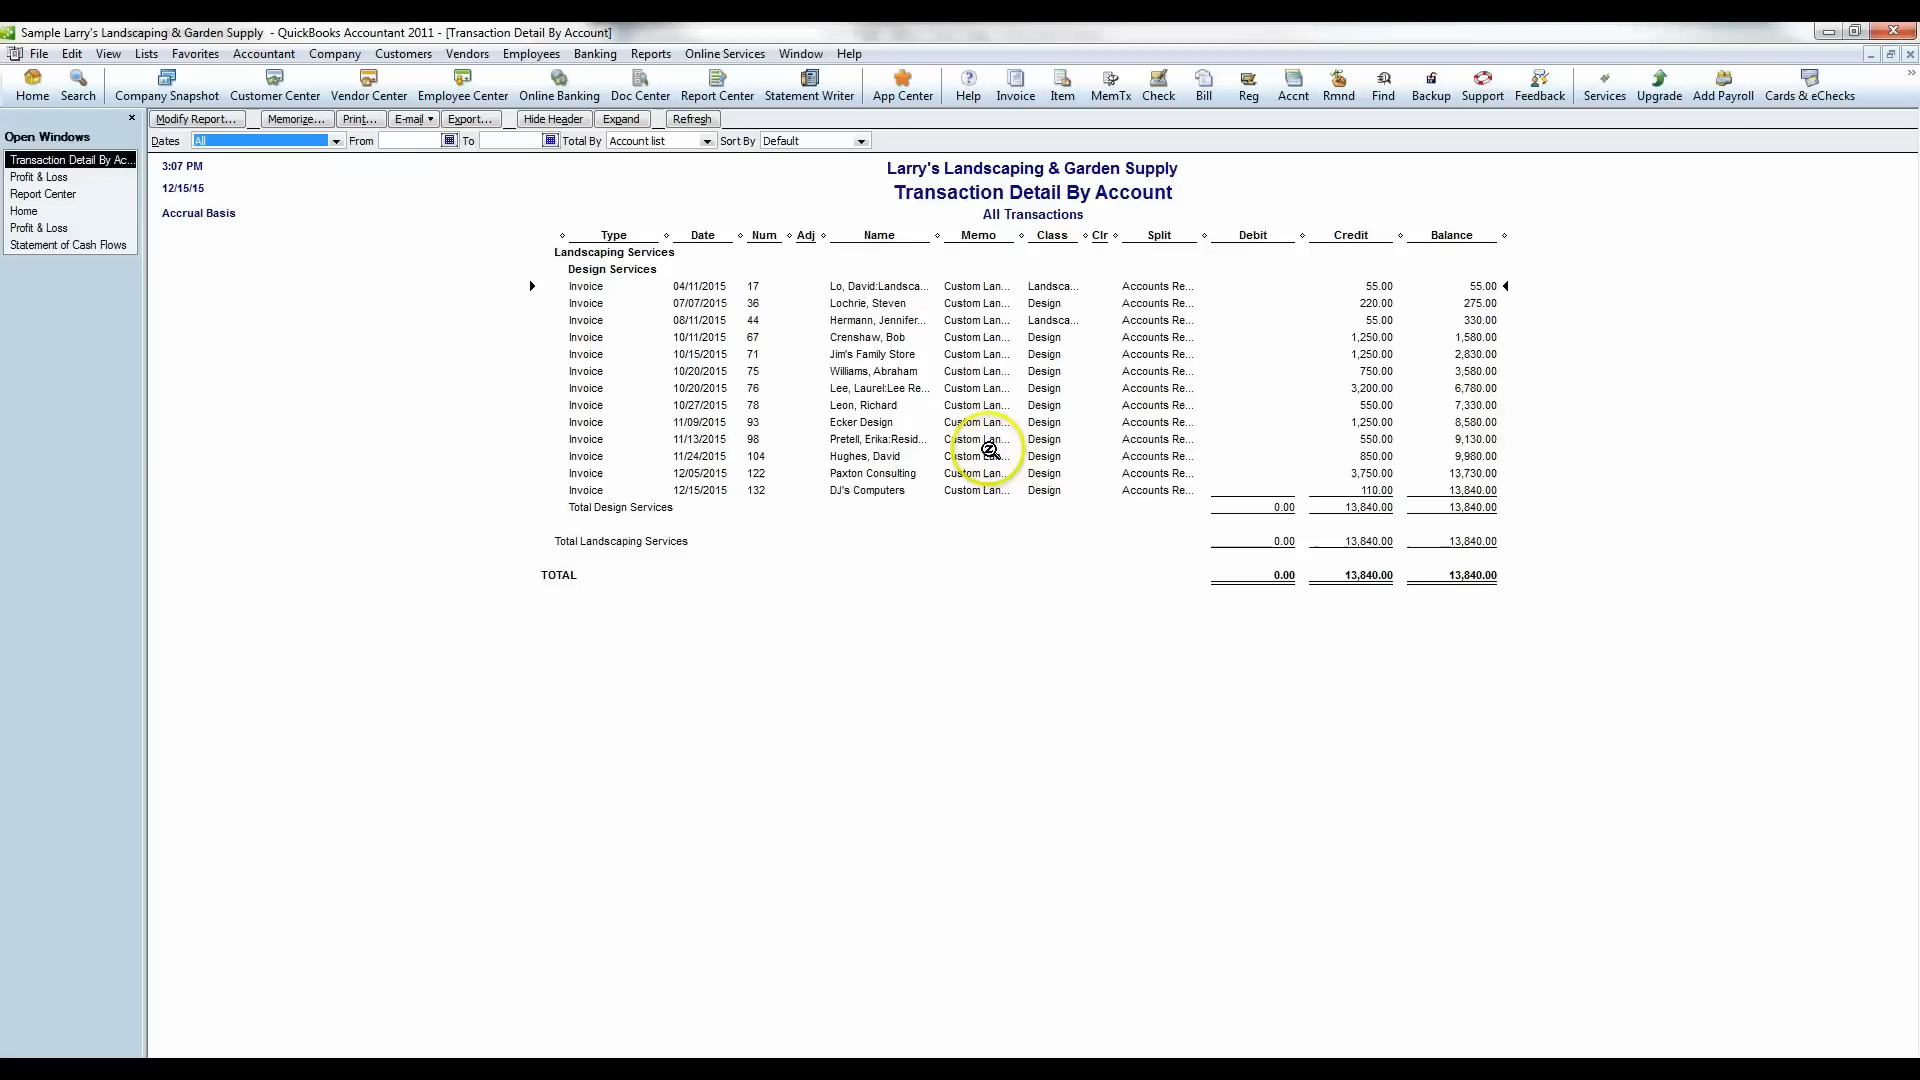 Sample Larry's Landscaping & Garden Supply - QuickBooks Accountant 2011 - [Transaction Detail By Account]
File Edit View Lists Favorites Accountant Company Customers Vendors Employees Banking Reports Online Services Window Help
Home Search Company Snapshot Customer Center Vendor Center Employee Center Online Banking Doc Center Report Center Statement Writer App Center Help Invoice Item MemTx Check Bill Reg Accnt Rmnd Find Backup Support Feedback Services Upgrade Add Payroll Cards & eChecks
Open Windows
Transaction Detail By Ac...
Profit & Loss
Report Center
Home
Profit & Loss
Statement of Cash Flows
Modify Report... Memorize... Print... E-mail Export... Hide Header Expand Refresh
Dates All From To Total By Account list Sort By Default
3:07 PM
12/15/15
Accrual Basis
Larry's Landscaping & Garden Supply
Transaction Detail By Account
All Transactions
Type Date Num Adj Name Memo Class Clr Split Debit Credit Balance
Landscaping Services
Design Services
Invoice 04/11/2015 17 Lo, David:Landsca... Custom Lan... Landsca... Accounts Re... 55.00 55.00
Invoice 07/07/2015 36 Lochrie, Steven Custom Lan... Design Accounts Re... 220.00 275.00
Invoice 08/11/2015 44 Hermann, Jennifer... Custom Lan... Landsca... Accounts Re... 55.00 330.00
Invoice 10/11/2015 67 Crenshaw, Bob Custom Lan... Design Accounts Re... 1,250.00 1,580.00
Invoice 10/15/2015 71 Jim's Family Store Custom Lan... Design Accounts Re... 1,250.00 2,830.00
Invoice 10/20/2015 75 Williams, Abraham Custom Lan... Design Accounts Re... 750.00 3,580.00
Invoice 10/20/2015 76 Lee, Laurel:Lee Re... Custom Lan... Design Accounts Re... 3,200.00 6,780.00
Invoice 10/27/2015 78 Leon, Richard Custom Lan... Design Accounts Re... 550.00 7,330.00
Invoice 11/09/2015 93 Ecker Design Custom Lan... Design Accounts Re... 1,250.00 8,580.00
Invoice 11/13/2015 98 Pretell, Erika:Resid... Custom Lan... Design Accounts Re... 550.00 9,130.00
Invoice 11/24/2015 104 Hughes, David Custom Lan... Design Accounts Re... 850.00 9,980.00
Invoice 12/05/2015 122 Paxton Consulting Custom Lan... Design Accounts Re... 3,750.00 13,730.00
Invoice 12/15/2015 132 DJ's Computers Custom Lan... Design Accounts Re... 110.00 13,840.00
Total Design Services 0.00 13,840.00 13,840.00
Total Landscaping Services 0.00 13,840.00 13,840.00
TOTAL 0.00 13,840.00 13,840.00